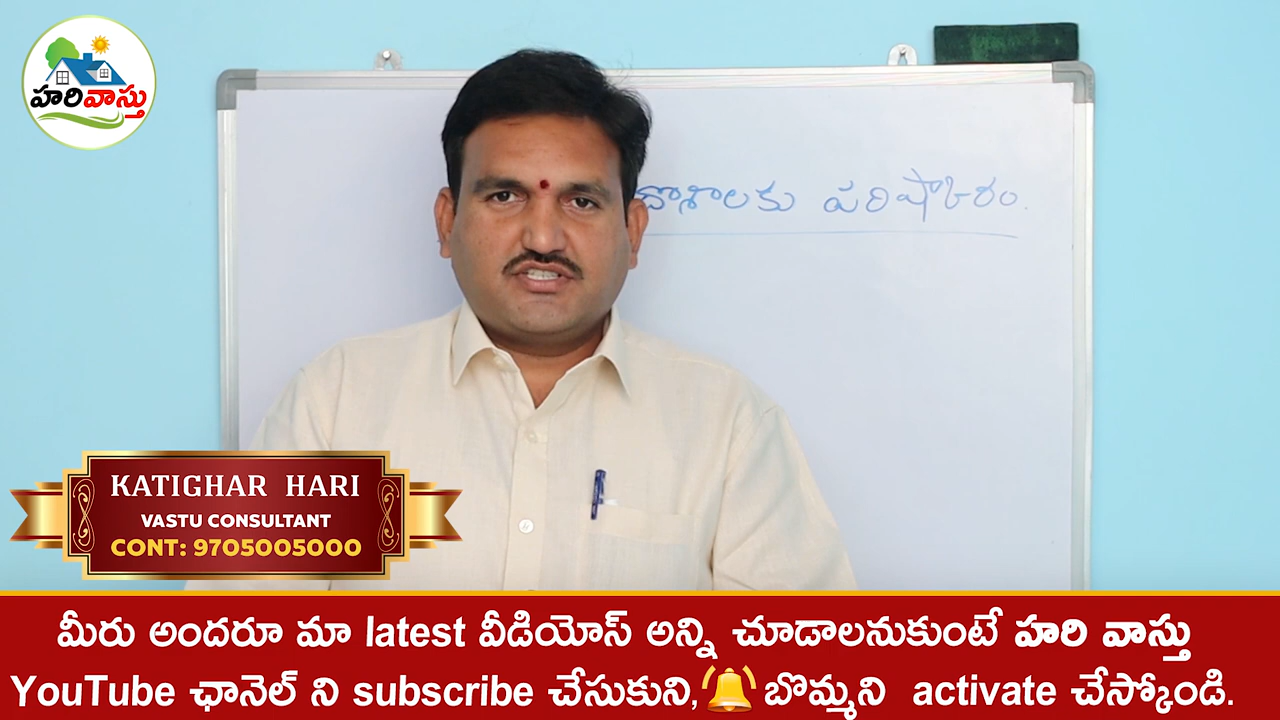 హరివాస్తు
దోశాలకు పరిష్కారం.
KATIGHAR HARI
VASTU CONSULTANT
CONT: 9705005000
మీరు అందరూ మా latest వీడియోస్ అన్ని చూడాలనుకుంటే హరి వాస్తు
YouTube ఛానెల్ ని subscribe చేసుకుని, బొమ్మని activate చేస్కోండి.